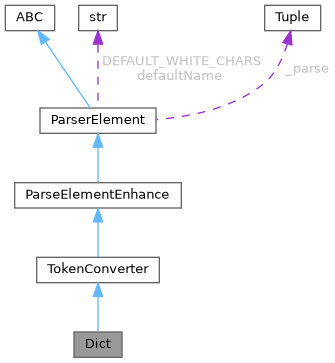 ABC
str
Tuple
DEFAULT_WHITE_CHARS
defaultName
_parse
ParserElement
ParseElementEnhance
TokenConverter
Dict